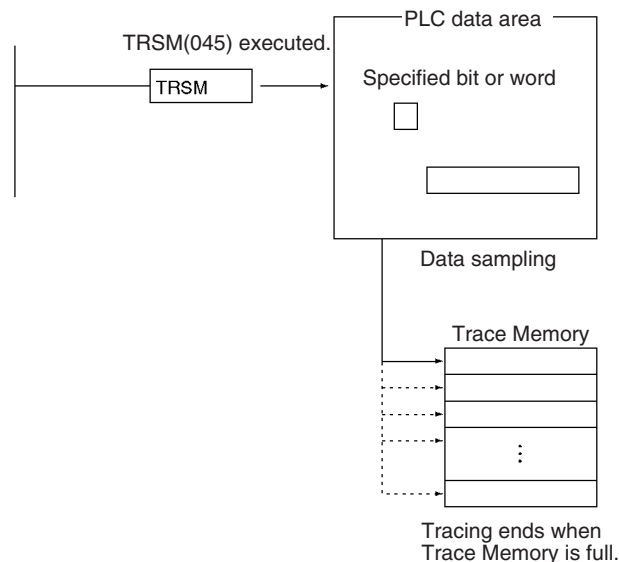 PLC data area
TRSM(045) executed.
TRSM
Specified bit or word
Data sampling
Trace Memory
Tracing ends when
Trace Memory is full.